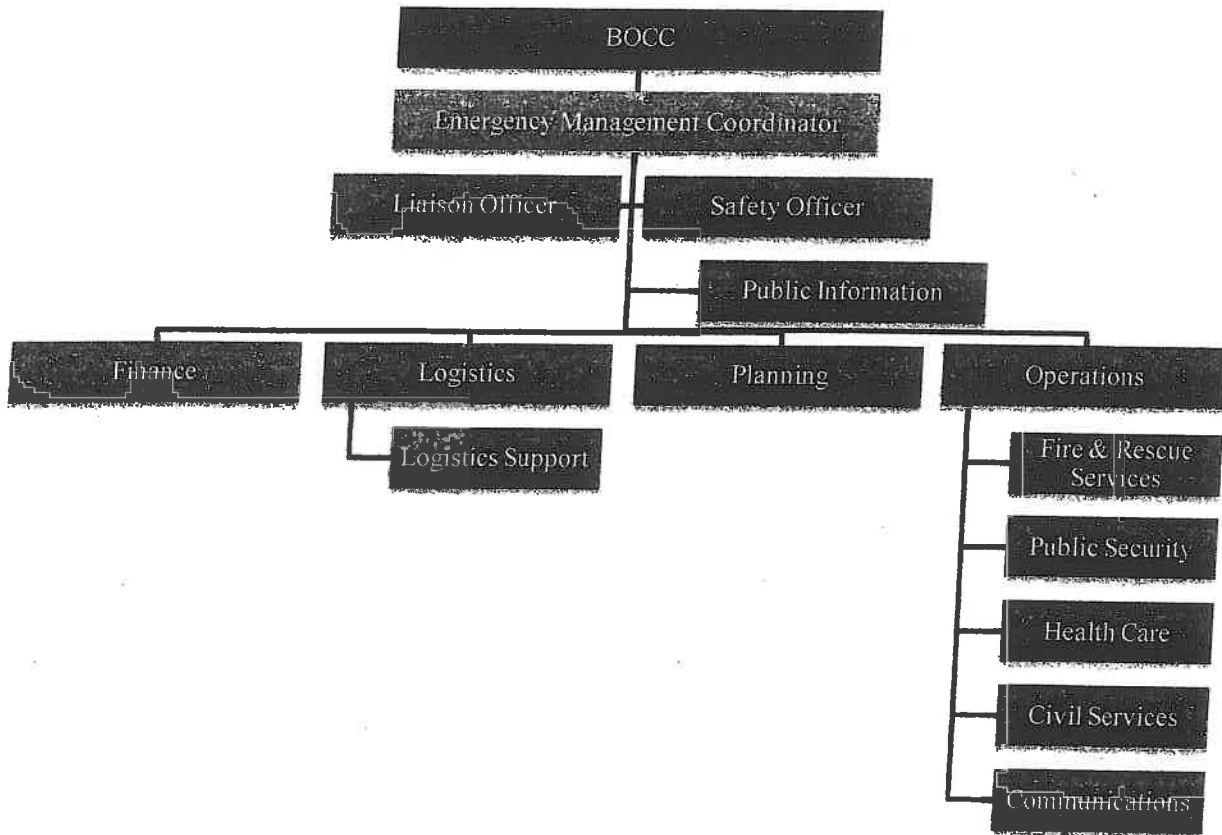 BOCC
Emergency Management Coordinator
Liaison Officer
Safety Officer
Public Information
Finance
Logistics
Planning
Operations
Logistics Support
Fire & Rescue
Services
Public Security
Health Care
Civil Services
Communications